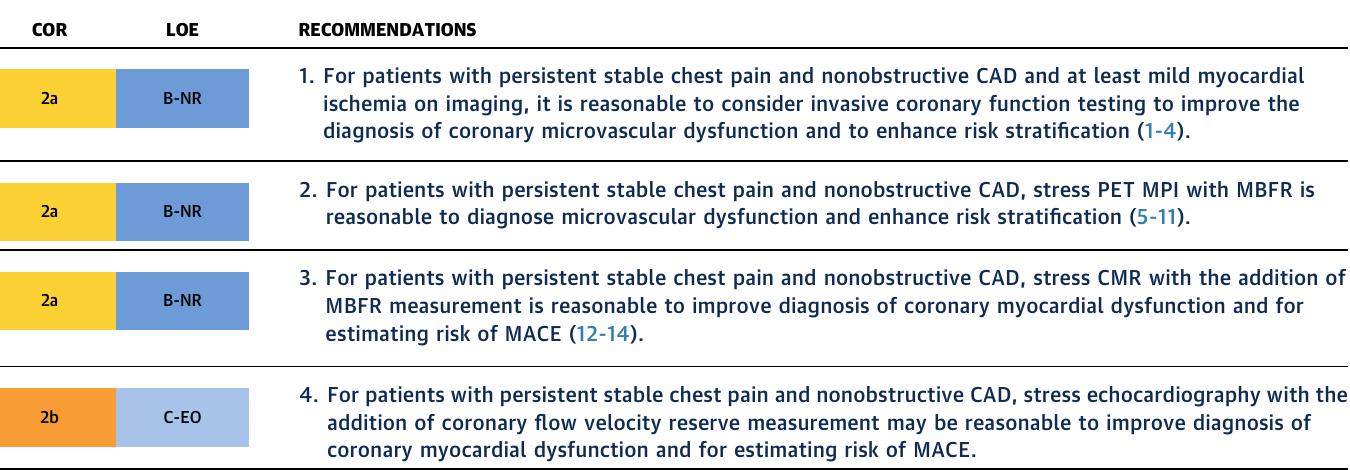 COR LOE RECOMMENDATIONS
2a B-NR 1. For patients with persistent stable chest pain and nonobstructive CAD and at least mild myocardial
ischemia on imaging, it is reasonable to consider invasive coronary function testing to improve the
diagnosis of coronary microvascular dysfunction and to enhance risk stratification (1-4).
2a B-NR 2. For patients with persistent stable chest pain and nonobstructive CAD, stress PET MPI with MBFR is
reasonable to diagnose microvascular dysfunction and enhance risk stratification (5-11).
2a B-NR 3. For patients with persistent stable chest pain and nonobstructive CAD, stress CMR with the addition of
MBFR measurement is reasonable to improve diagnosis of coronary myocardial dysfunction and for
estimating risk of MACE (12-14).
2b C-EO 4. For patients with persistent stable chest pain and nonobstructive CAD, stress echocardiography with the
addition of coronary flow velocity reserve measurement may be reasonable to improve diagnosis of
coronary myocardial dysfunction and for estimating risk of MACE.